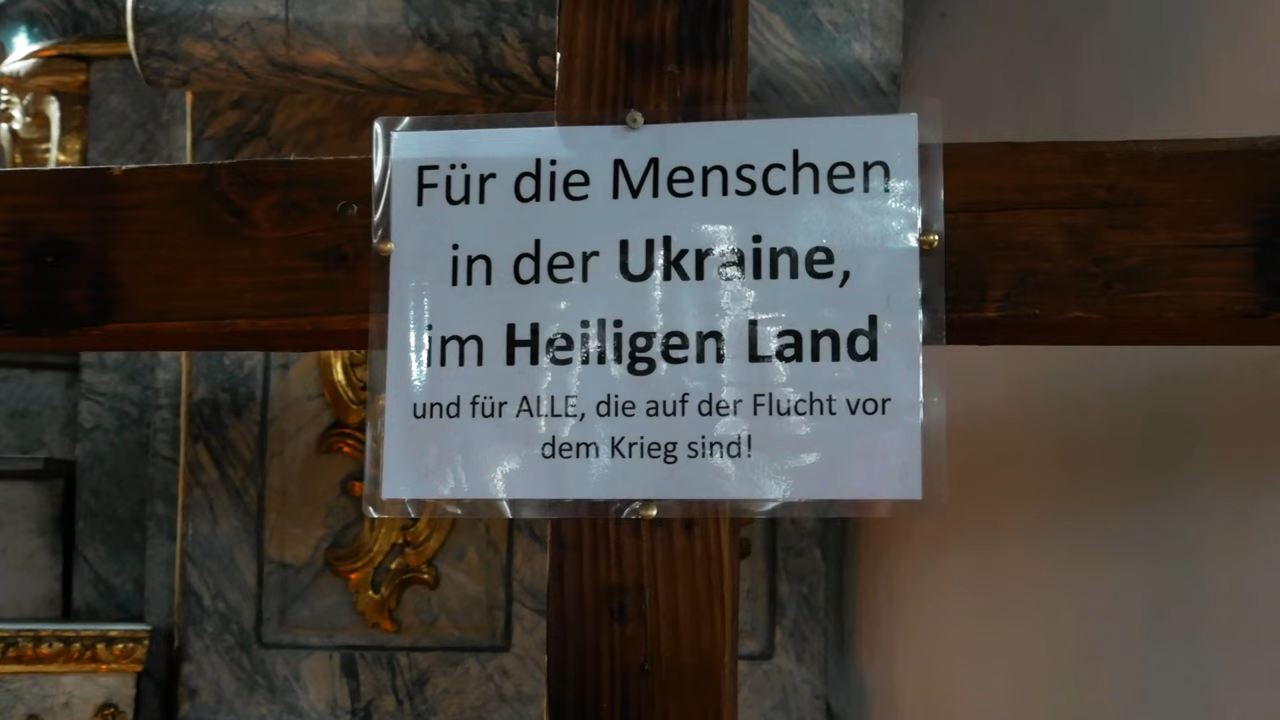 Für die Menschen
in der Ukraine,
im Heiligen Land
und für ALLE, die auf der Flucht vor
dem Krieg sind!